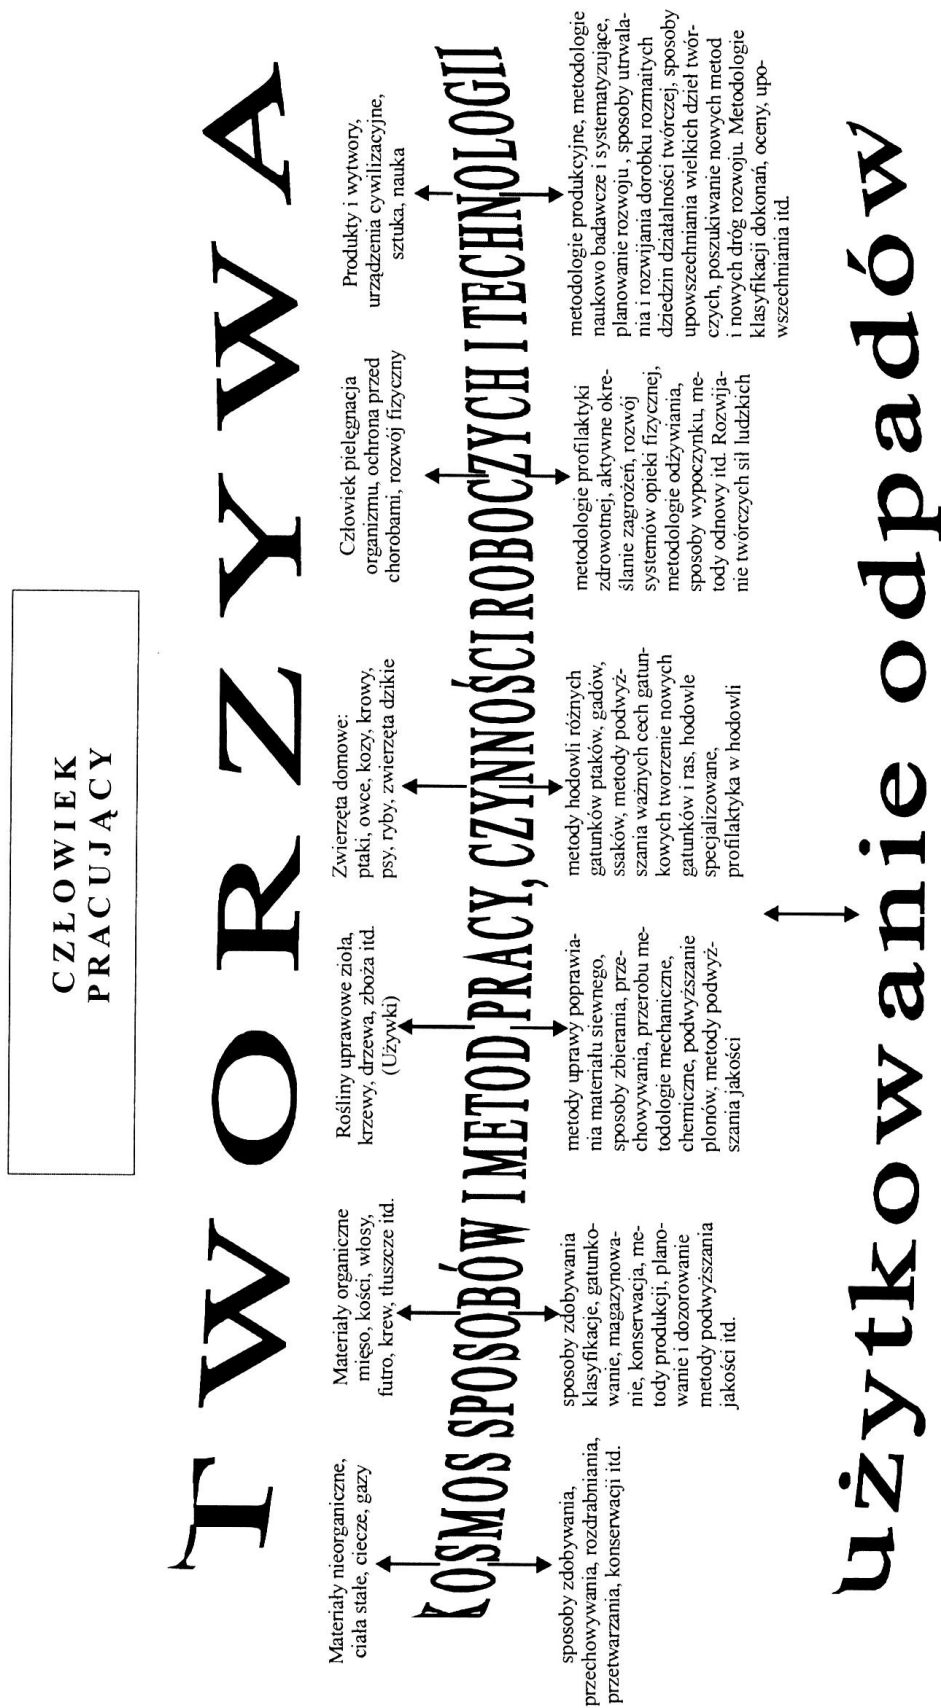 CZŁOWIEK
PRACUJĄCY
TWORZYWA
Materiały nieorganiczne,
ciała stałe, ciecze, gazy
Materiały organiczne
mięso, kości, włosy,
futro, krew, tłuszcze itd.
Rośliny uprawowe zioła,
krzewy, drzewa, zboża itd.
(Używki)
Zwierzęta domowe:
ptaki, owce, kozy, krowy,
psy, ryby, zwierzęta dzikie
Człowiek pielęgnacja
organizmu, ochrona przed
chorobami, rozwój fizyczny
Produkty i wytwory,
urządzenia cywilizacyjne,
sztuka, nauka
KOSMOS SPOSOBÓW I METOD PRACY, CZYNNOŚCI ROBOCZYCH I TECHNOLOGII
sposoby zdobywania,
przechowywania, rozdrabniania,
przetwarzania, konserwacji itd.
sposoby zdobywania
klasyfikacje, gatunko-
wanie, magazynowa-
nie, konserwacja, me-
tody produkcji, plano-
wanie i dozorowanie
metody podwyższania
jakości itd.
metody uprawy poprawia-
nia materiału siewnego,
sposoby zbierania, prze-
chowywania, przerobu me-
todologie mechaniczne,
chemiczne, podwyższanie
plonów, metody podwyż-
szania jakości
metody hodowli różnych
gatunków ptaków, gadów,
ssaków, metody podwyż-
szania ważnych cech gatun-
kowych tworzenie nowych
gatunków i ras, hodowle
specjalizowane,
profilaktyka w hodowli
metodologie profilaktyki
zdrowotnej, aktywne okre-
ślanie zagrożeń, rozwój
systemów opieki fizycznej,
metodologie odżywiania,
sposoby wypoczynku, me-
tody odnowy itd. Rozwija-
nie twórczych sił ludzkich
metodologie produkcyjne, metodologie
naukowo badawcze i systematyzujące,
planowanie rozwoju , sposoby utrwala-
nia i rozwijania dorobku rozmaitych
dziedzin działalności twórczej, sposoby
upowszechniania wielkich dzieł twór-
czych, poszukiwanie nowych metod
i nowych dróg rozwoju. Metodologie
klasyfikacji dokonań, oceny, upo-
wszechniania itd.
użytkowanie odpadów